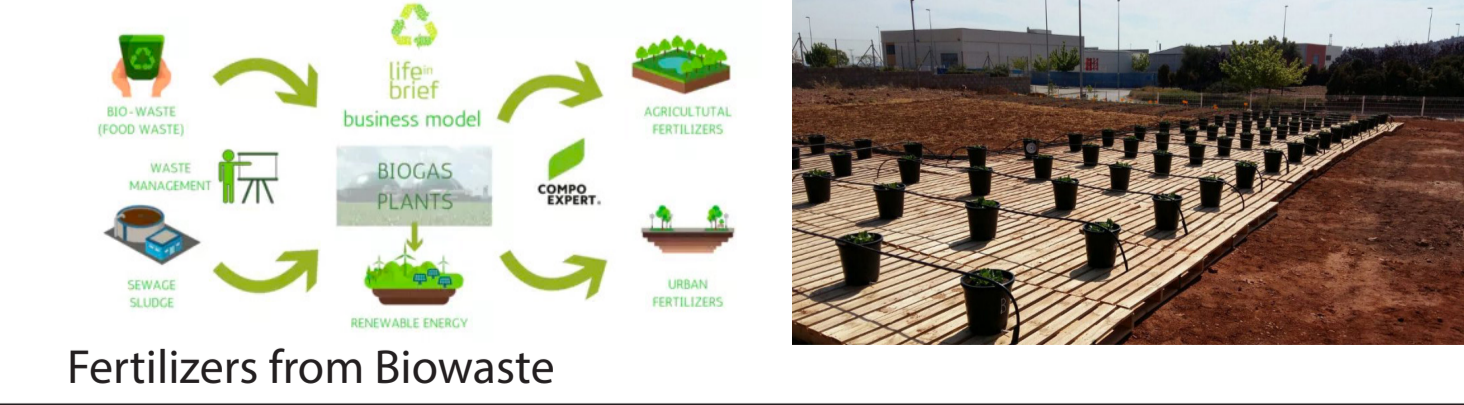 BIO-WASTE
(FOOD WASTE)
WASTE
MANAGEMENT
SEWAGE
SLUDGE
life in
brief
business model
BIOGAS
PLANTS
RENEWABLE ENERGY
COMPO
EXPERT®
AGRICULTUTAL
FERTILIZERS
URBAN
FERTILIZERS
Fertilizers from Biowaste